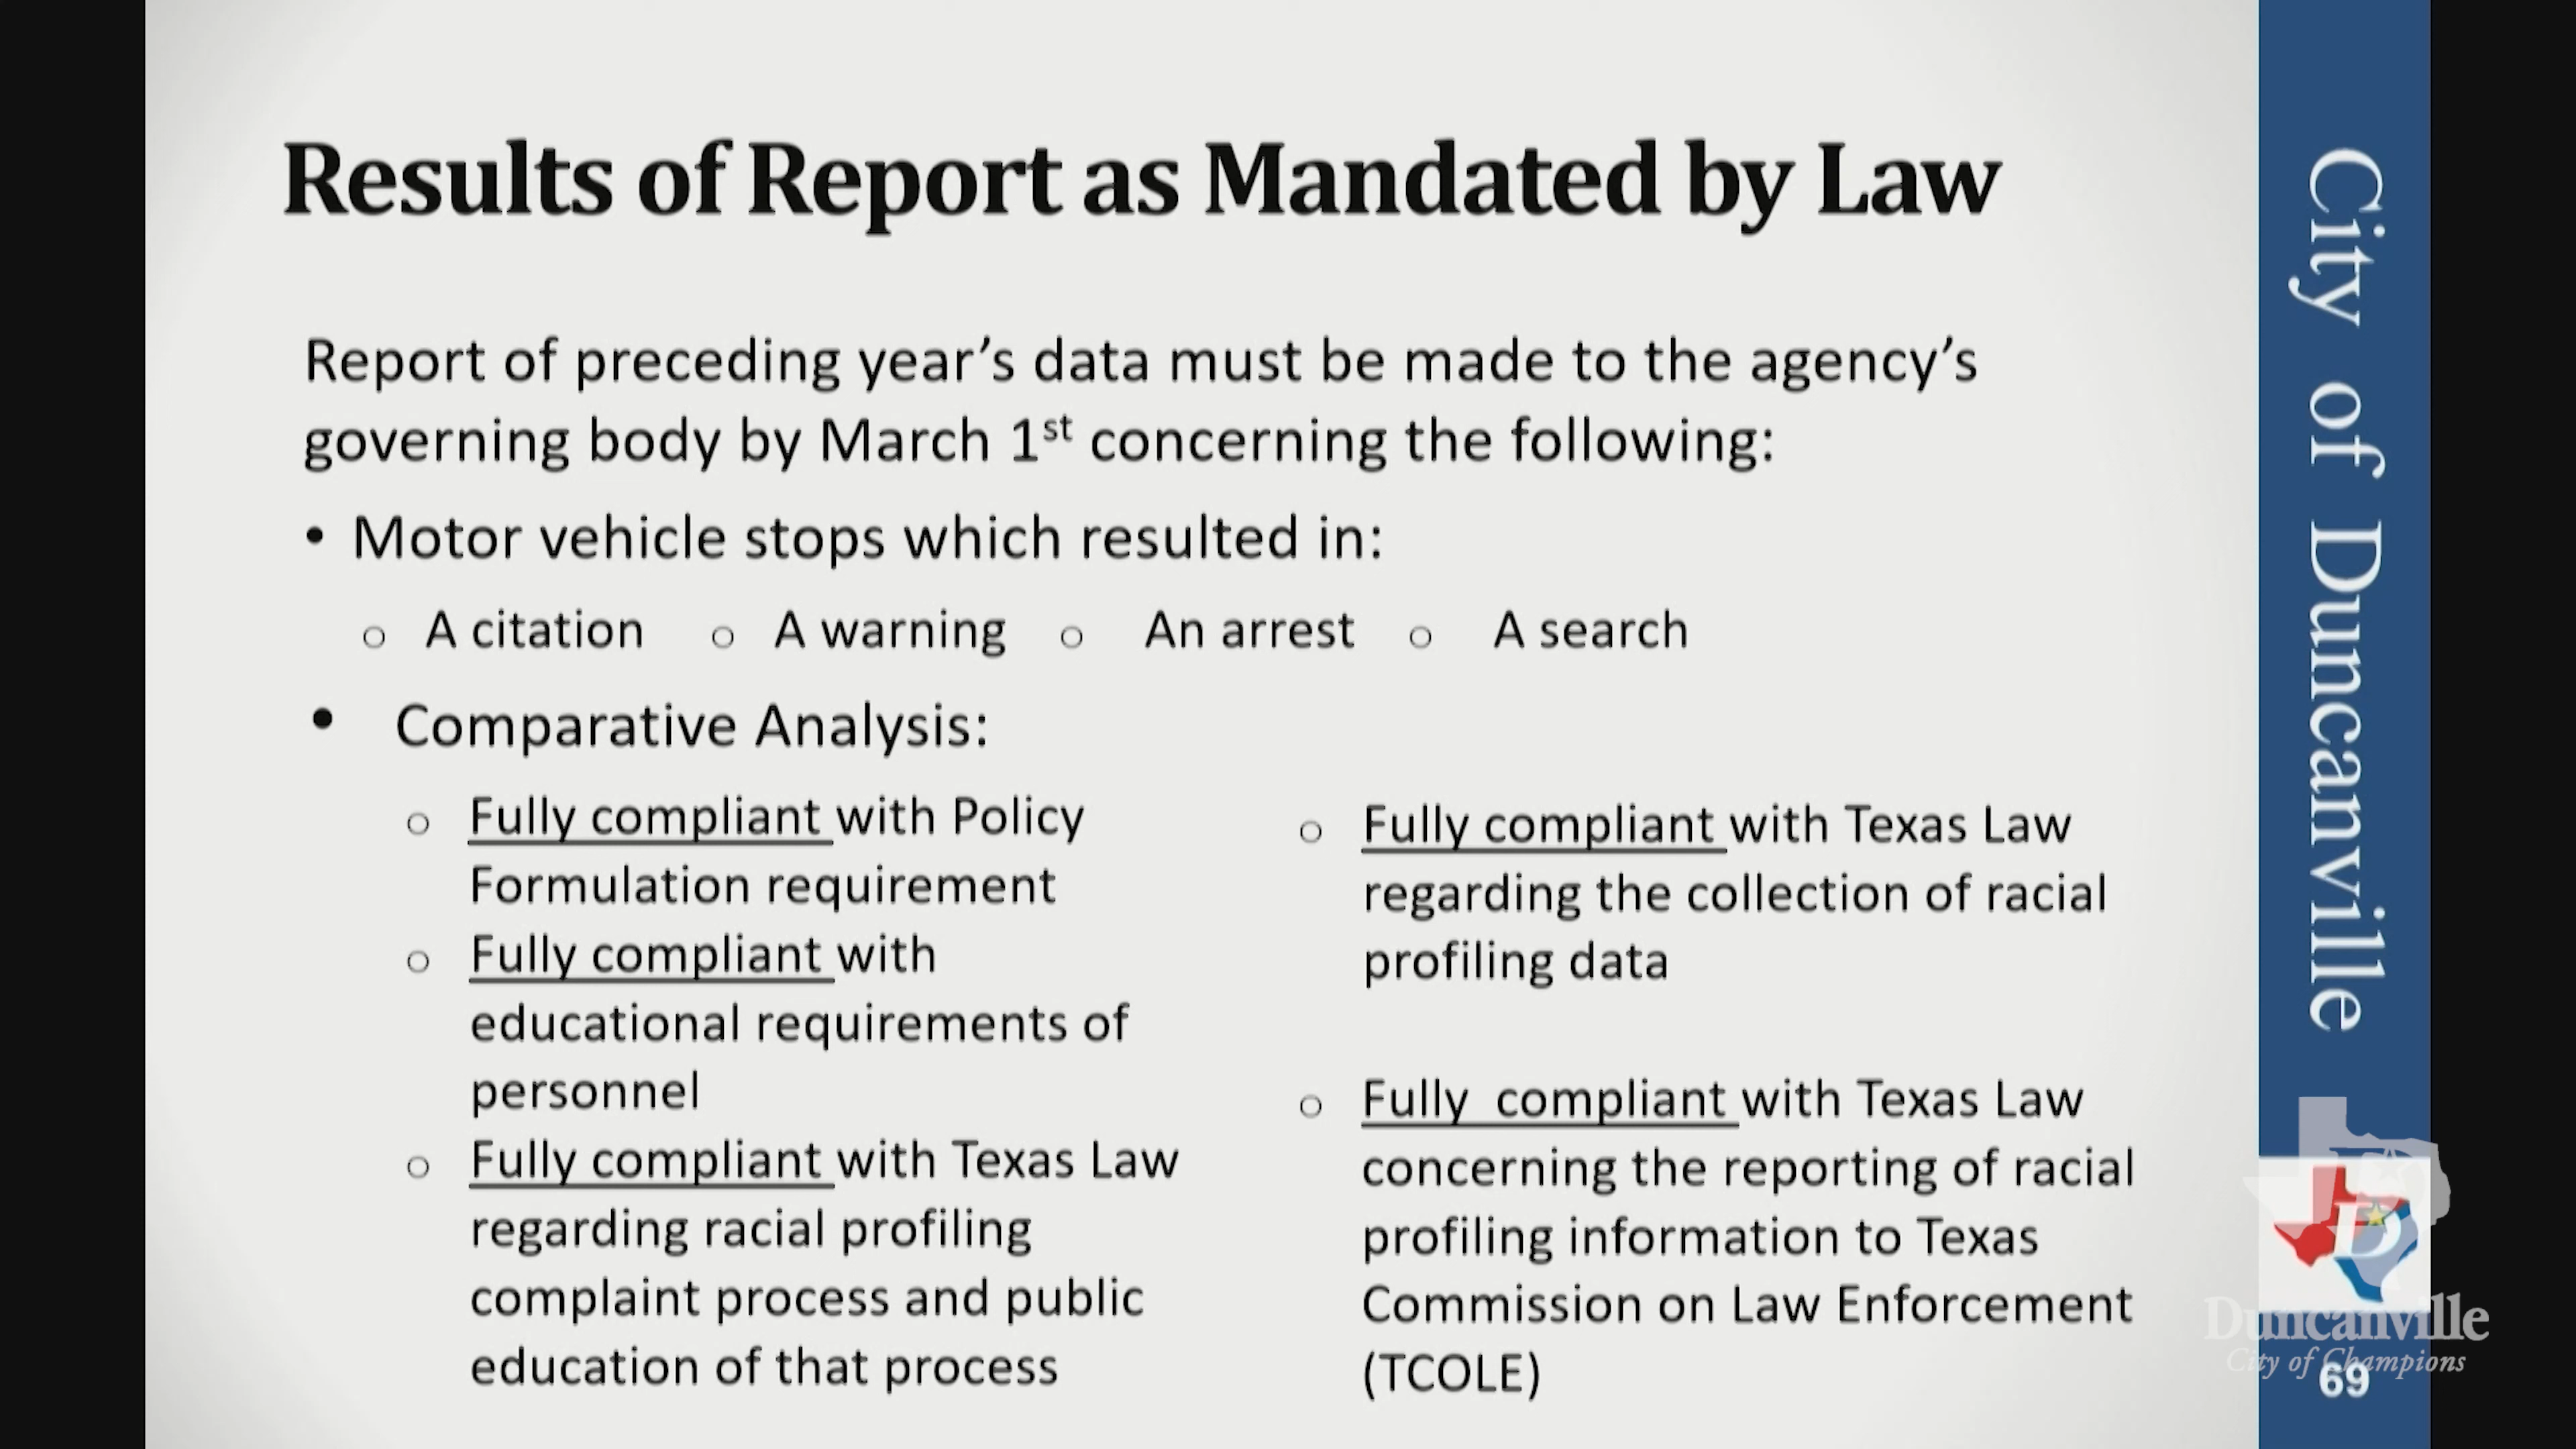 Results of Report as Mandated by Law
Report of preceding year’s data must be made to the agency’s
governing body by March 1st concerning the following:
• Motor vehicle stops which resulted in:
o A citation o A warning o An arrest o A search
• Comparative Analysis:
o Fully compliant with Policy
Formulation requirement
o Fully compliant with
educational requirements of
personnel
o Fully compliant with Texas Law
regarding racial profiling
complaint process and public
education of that process
o Fully compliant with Texas Law
regarding the collection of racial
profiling data
o Fully compliant with Texas Law
concerning the reporting of racial
profiling information to Texas
Commission on Law Enforcement
(TCOLE)
City of Duncanville
D
Duncanville
City of Champions
69